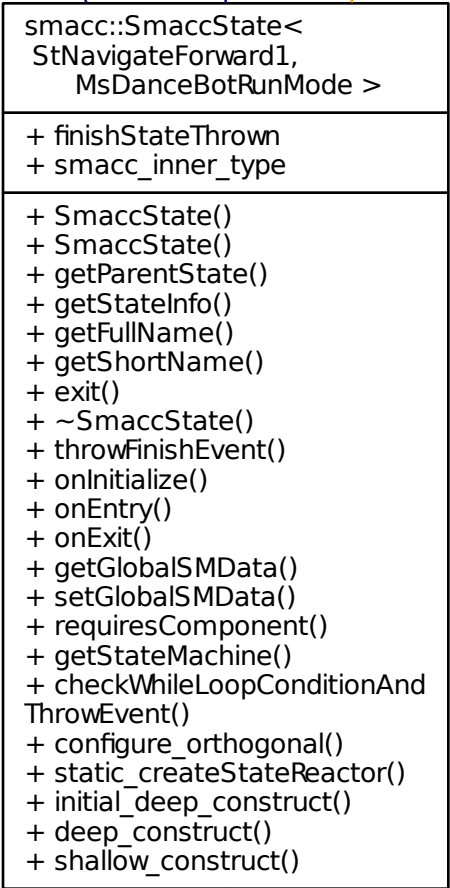 smacc::SmaccState<
StNavigateForward1,
MsDanceBotRunMode >
+ finishStateThrown
+ smacc_inner_type
+ SmaccState()
+ SmaccState()
+ getParentState()
+ getStateInfo()
+ getFullName()
+ getShortName()
+ exit()
+ ~SmaccState()
+ throwFinishEvent()
+ onInitialize()
+ onEntry()
+ onExit()
+ getGlobalSMData()
+ setGlobalSMData()
+ requiresComponent()
+ getStateMachine()
+ checkWhileLoopConditionAnd
ThrowEvent()
+ configure_orthogonal()
+ static_createStateReactor()
+ initial_deep_construct()
+ deep_construct()
+ shallow_construct()